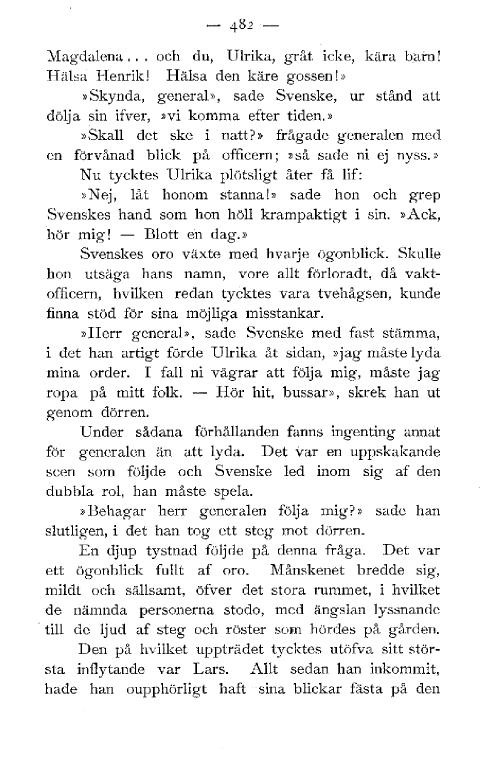 — 482 —
Magdalena... och du, Ulrika, gråt icke, kära barn!
Hälsa Henrik! Hälsa den käre gossen!»
»Skynda, general», sade Svenske, ur stånd att
dölja sin ifver, »vi komma efter tiden.»
»Skall det ske i natt?» frågade generalen med
en förvånad blick på officern; »så sade ni ej nyss.»
Nu tycktes Ulrika plötsligt åter få lif:
»Nej, låt honom stanna!» sade hon och grep
Svenskes hand som hon höll krampaktigt i sin. »Ack,
hör mig! — Blott en dag.»
Svenskes oro växte med hvarje ögonblick. Skulle
hon utsäga hans namn, vore allt förloradt, då vakt-
officern, hvilken redan tycktes vara tvehågsen, kunde
finna stöd för sina möjliga misstankar.
»Herr general», sade Svenske med fast stämma,
i det han artigt förde Ulrika åt sidan, »jag måste lyda
mina order. I fall ni vägrar att följa mig, måste jag
ropa på mitt folk. — Hör hit, bussar», skrek han ut
genom dörren.
Under sådana förhållanden fanns ingenting annat
för generalen än att lyda. Det var en uppskakande
scen som följde och Svenske led inom sig af den
dubbla rol, han måste spela.
»Behagar herr generalen följa mig?» sade han
slutligen, i det han tog ett steg mot dörren.
En djup tystnad följde på denna fråga. Det var
ett ögonblick fullt af oro. Månskenet bredde sig,
mildt och sällsamt, öfver det stora rummet, i hvilket
de nämnda personerna stodo, med ängslan lyssnande
till de ljud af steg och röster som hördes på gården.
Den på hvilket uppträdet tycktes utöfva sitt stör-
sta inflytande var Lars. Allt sedan han inkommit,
hade han oupphörligt haft sina blickar fästa på den